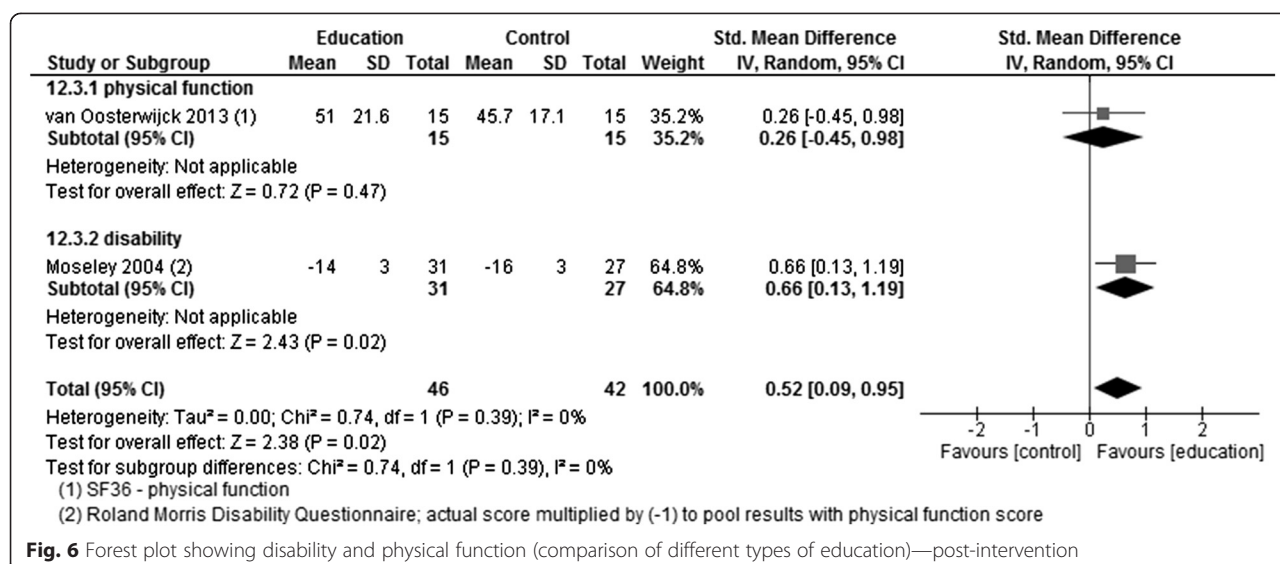 Education Control Std. Mean Difference Std. Mean Difference
Study or Subgroup Mean SD Total Mean SD Total Weight IV, Random, 95% CI IV, Random, 95% CI
12.3.1 physical function
van Oosterwijck 2013 (1) 51 21.6 15 45.7 17.1 15 35.2% 0.26 [-0.45, 0.98]
Subtotal (95% CI) 15 15 35.2% 0.26 [-0.45, 0.98]
Heterogeneity: Not applicable
Test for overall effect: Z = 0.72 (P = 0.47)
12.3.2 disability
Moseley 2004 (2) -14 3 31 -16 3 27 64.8% 0.66 [0.13, 1.19]
Subtotal (95% CI) 31 27 64.8% 0.66 [0.13, 1.19]
Heterogeneity: Not applicable
Test for overall effect: Z = 2.43 (P = 0.02)
Total (95% CI) 46 42 100.0% 0.52 [0.09, 0.95]
Heterogeneity: Tau² = 0.00; Chi² = 0.74, df = 1 (P = 0.39); I² = 0%
Test for overall effect: Z = 2.38 (P = 0.02)
Test for subgroup differences: Chi² = 0.74, df = 1 (P = 0.39), I² = 0%
-2 -1 0 1 2
Favours [control] Favours [education]
(1) SF36 - physical function
(2) Roland Morris Disability Questionnaire; actual score multiplied by (-1) to pool results with physical function score
Fig. 6 Forest plot showing disability and physical function (comparison of different types of education)—post-intervention